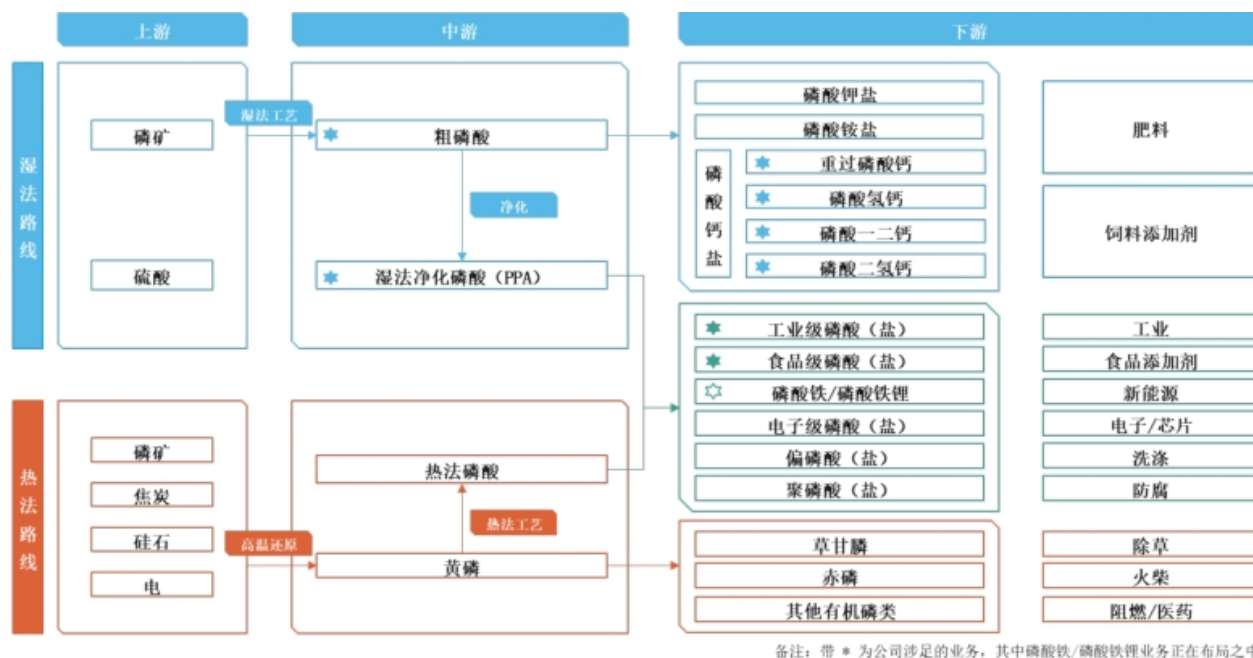 上游
中游
下游
湿法路线
磷矿
硫酸
湿法工艺
粗磷酸
净化
湿法净化磷酸（PPA）
磷酸钾盐
磷酸铵盐
磷酸钙盐
重过磷酸钙
磷酸氢钙
磷酸一二钙
磷酸二氢钙
肥料
饲料添加剂
工业级磷酸（盐）
工业
食品级磷酸（盐）
食品添加剂
磷酸铁/磷酸铁锂
新能源
电子级磷酸（盐）
电子/芯片
偏磷酸（盐）
洗涤
聚磷酸（盐）
防腐
热法路线
磷矿
焦炭
硅石
电
高温还原
热法磷酸
热法工艺
黄磷
草甘膦
除草
赤磷
火柴
其他有机磷类
阻燃/医药
备注：带 * 为公司涉足的业务，其中磷酸铁/磷酸铁锂业务正在布局之中